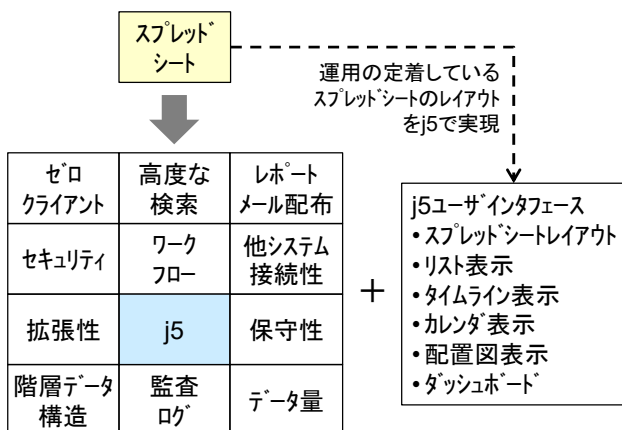 スプレッド
シート
運用の定着している
スプレッドシートのレイアウト
をj5で実現
ゼロ
クライアント
高度な
検索
レポート
メール配布
セキュリティ
ワーク
フロー
他システム
接続性
拡張性
j5
保守性
階層データ
構造
監査
ログ
データ量
+
j5ユーザインタフェース
•スプレッドシートレイアウト
•リスト表示
•タイムライン表示
•カレンダ表示
•配置図表示
•ダッシュボード